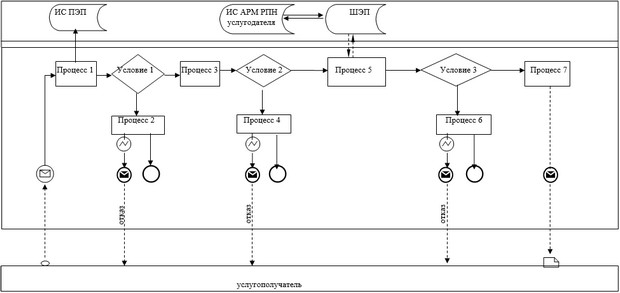 ИС ПЭП
ИС АРМ РПН
услугодателя
ШЭП
Процесс 1
Условие 1
Процесс 3
Условие 2
Процесс 5
Условие 3
Процесс 7
Процесс 2
Процесс 4
Процесс 6
отказ
отказ
отказ
услугополучатель